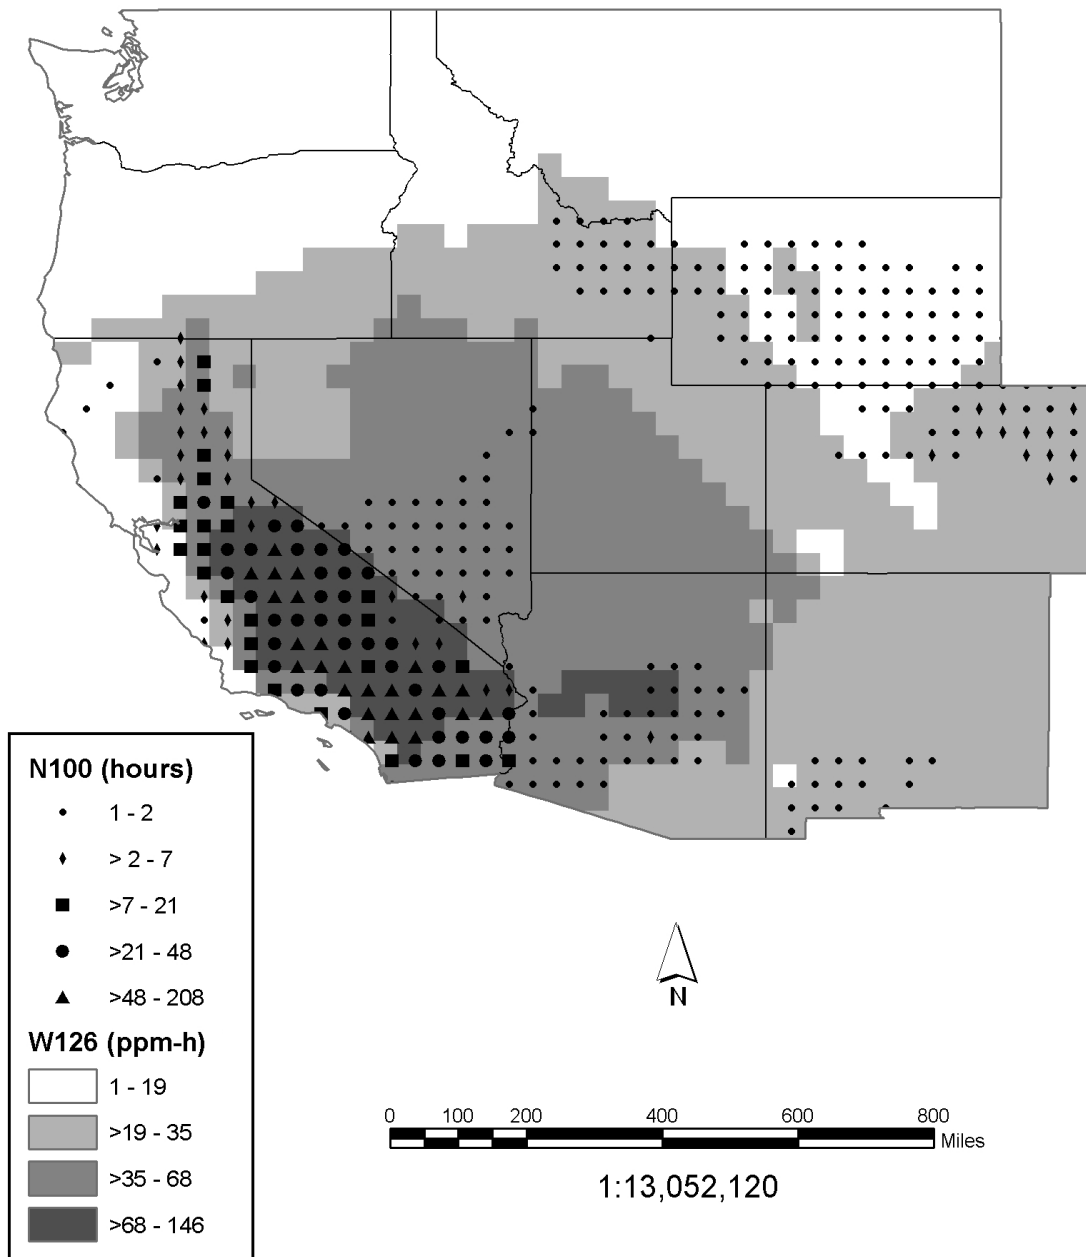 N100 (hours)
1 - 2
> 2 - 7
>7 - 21
>21 - 48
>48 - 208
W126 (ppm-h)
1 - 19
>19 - 35
>35 - 68
>68 - 146
N
0 100 200 400 600 800
Miles
1:13,052,120